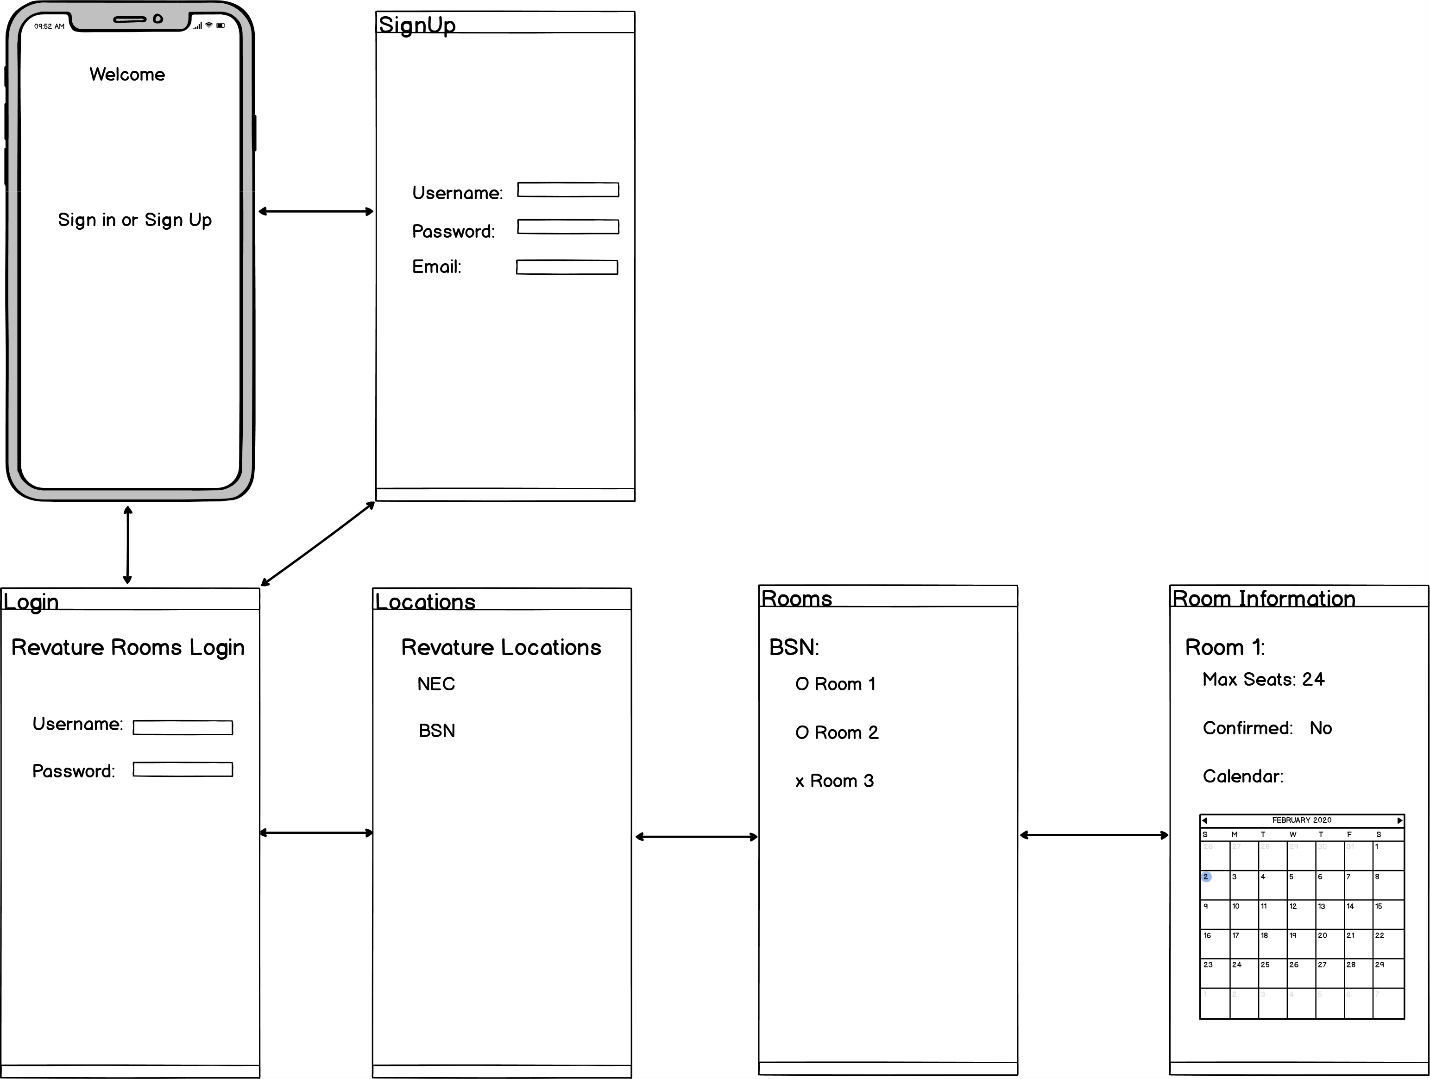 09:52 AM
Welcome
Sign in or Sign Up
SignUp
Username:
Password:
Email:
Login
Revature Rooms Login
Username:
Password:
Locations
Revature Locations
NEC
BSN
Rooms
BSN:
O Room 1
O Room 2
x Room 3
Room Information
Room 1:
Max Seats: 24
Confirmed: No
Calendar:
FEBRUARY 2020
S M T W T F S
26 27 28 29 30 31 1
2 3 4 5 6 7 8
9 10 11 12 13 14 15
16 17 18 19 20 21 22
23 24 25 26 27 28 29
1 2 3 4 5 6 7